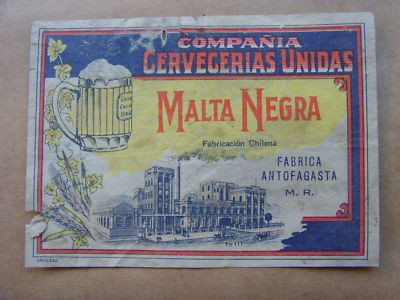 COMPAÑIA
CERVECERIAS UNIDAS
MALTA NEGRA
Fabricación Chilena
FABRICA
ANTOFAGASTA
M. R.